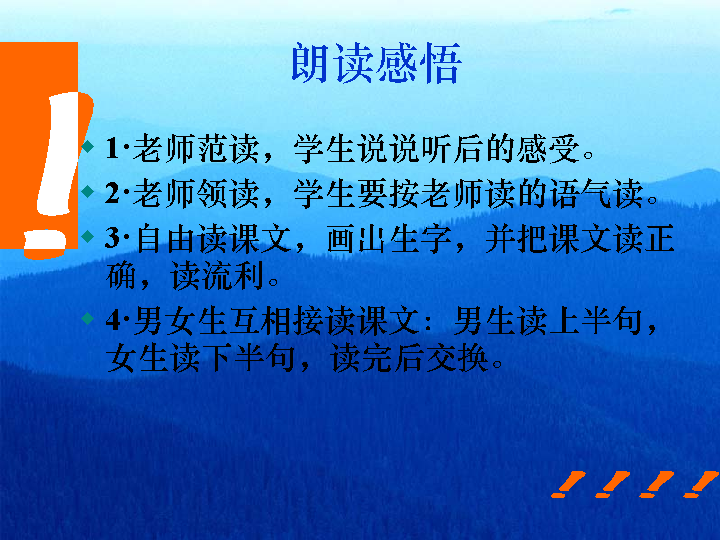 朗读感悟
1·老师范读，学生说说听后的感受。
2·老师领读，学生要按老师读的语气读。
3·自由读课文，画出生字，并把课文读正
确，读流利。
4·男女生互相接读课文：男生读上半句，
女生读下半句，读完后交换。